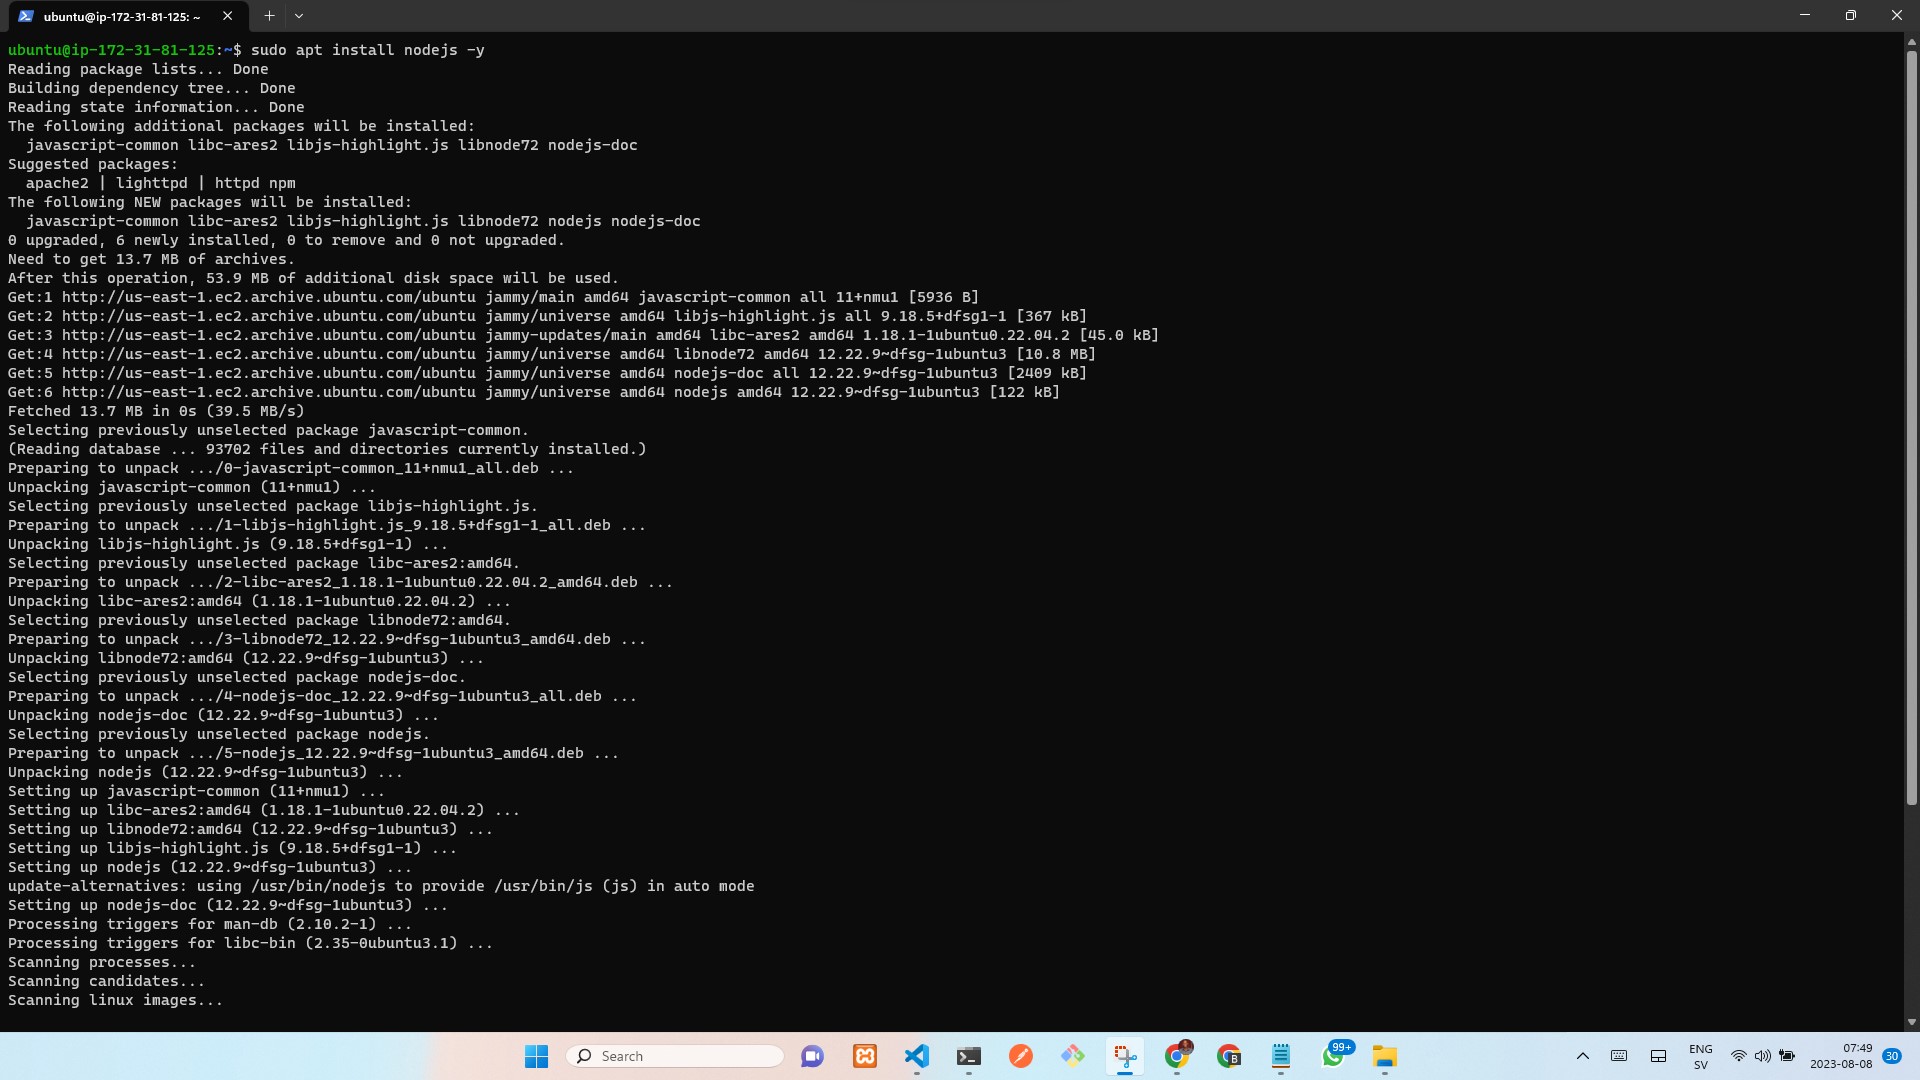 ubuntu@ip-172-31-81-125: ~
ubuntu@ip-172-31-81-125:~$ sudo apt install nodejs -y
Reading package lists... Done
Building dependency tree... Done
Reading state information... Done
The following additional packages will be installed:
  javascript-common libc-ares2 libjs-highlight.js libnode72 nodejs-doc
Suggested packages:
  apache2 | lighttpd | httpd npm
The following NEW packages will be installed:
  javascript-common libc-ares2 libjs-highlight.js libnode72 nodejs nodejs-doc
0 upgraded, 6 newly installed, 0 to remove and 0 not upgraded.
Need to get 13.7 MB of archives.
After this operation, 53.9 MB of additional disk space will be used.
Get:1 http://us-east-1.ec2.archive.ubuntu.com/ubuntu jammy/main amd64 javascript-common all 11+nmu1 [5936 B]
Get:2 http://us-east-1.ec2.archive.ubuntu.com/ubuntu jammy/universe amd64 libjs-highlight.js all 9.18.5+dfsg1-1 [367 kB]
Get:3 http://us-east-1.ec2.archive.ubuntu.com/ubuntu jammy-updates/main amd64 libc-ares2 amd64 1.18.1-1ubuntu0.22.04.2 [45.0 kB]
Get:4 http://us-east-1.ec2.archive.ubuntu.com/ubuntu jammy/universe amd64 libnode72 amd64 12.22.9~dfsg-1ubuntu3 [10.8 MB]
Get:5 http://us-east-1.ec2.archive.ubuntu.com/ubuntu jammy/universe amd64 nodejs-doc all 12.22.9~dfsg-1ubuntu3 [2409 kB]
Get:6 http://us-east-1.ec2.archive.ubuntu.com/ubuntu jammy/universe amd64 nodejs amd64 12.22.9~dfsg-1ubuntu3 [122 kB]
Fetched 13.7 MB in 0s (39.5 MB/s)
Selecting previously unselected package javascript-common.
(Reading database ... 93702 files and directories currently installed.)
Preparing to unpack .../0-javascript-common_11+nmu1_all.deb ...
Unpacking javascript-common (11+nmu1) ...
Selecting previously unselected package libjs-highlight.js.
Preparing to unpack .../1-libjs-highlight.js_9.18.5+dfsg1-1_all.deb ...
Unpacking libjs-highlight.js (9.18.5+dfsg1-1) ...
Selecting previously unselected package libc-ares2:amd64.
Preparing to unpack .../2-libc-ares2_1.18.1-1ubuntu0.22.04.2_amd64.deb ...
Unpacking libc-ares2:amd64 (1.18.1-1ubuntu0.22.04.2) ...
Selecting previously unselected package libnode72:amd64.
Preparing to unpack .../3-libnode72_12.22.9~dfsg-1ubuntu3_amd64.deb ...
Unpacking libnode72:amd64 (12.22.9~dfsg-1ubuntu3) ...
Selecting previously unselected package nodejs-doc.
Preparing to unpack .../4-nodejs-doc_12.22.9~dfsg-1ubuntu3_all.deb ...
Unpacking nodejs-doc (12.22.9~dfsg-1ubuntu3) ...
Selecting previously unselected package nodejs.
Preparing to unpack .../5-nodejs_12.22.9~dfsg-1ubuntu3_amd64.deb ...
Unpacking nodejs (12.22.9~dfsg-1ubuntu3) ...
Setting up javascript-common (11+nmu1) ...
Setting up libc-ares2:amd64 (1.18.1-1ubuntu0.22.04.2) ...
Setting up libnode72:amd64 (12.22.9~dfsg-1ubuntu3) ...
Setting up libjs-highlight.js (9.18.5+dfsg1-1) ...
Setting up nodejs (12.22.9~dfsg-1ubuntu3) ...
update-alternatives: using /usr/bin/nodejs to provide /usr/bin/js (js) in auto mode
Setting up nodejs-doc (12.22.9~dfsg-1ubuntu3) ...
Processing triggers for man-db (2.10.2-1) ...
Processing triggers for libc-bin (2.35-0ubuntu3.1) ...
Scanning processes...
Scanning candidates...
Scanning linux images...
Search
B
99+
ENG
SV
07:49
2023-08-08
30